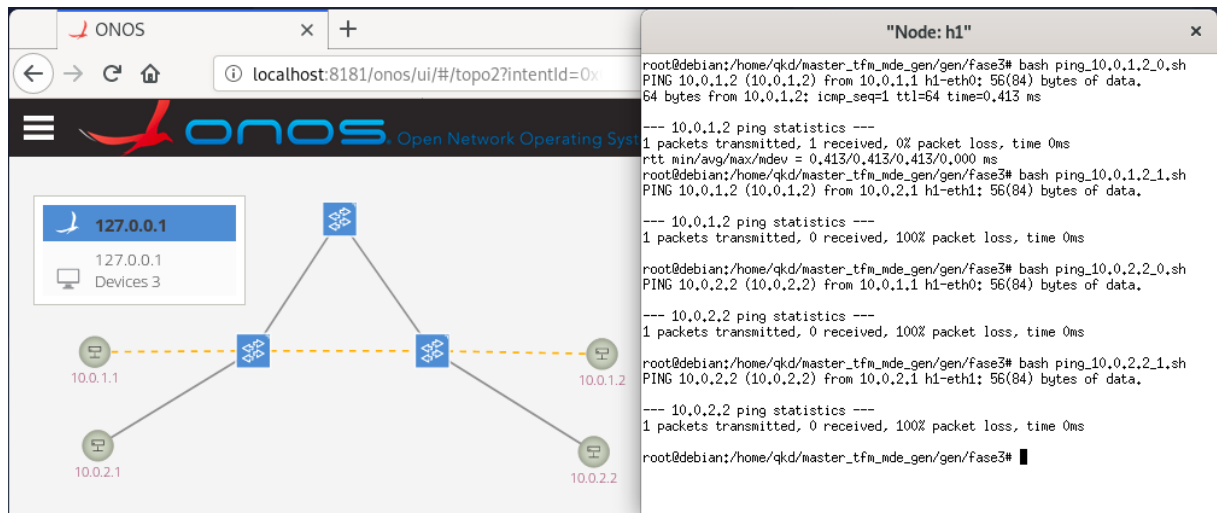 ONOS
localhost:8181/onos/ui/#/topo2?intentId=0x
onos. Open Network Operating Syst
127.0.0.1
127.0.0.1
Devices 3
10.0.1.1
10.0.1.2
10.0.2.1
10.0.2.2
"Node: h1"
root@debian:/home/qkd/master_tfm_mde_gen/gen/fase3# bash ping_10.0.1.2_0.sh
PING 10.0.1.2 (10.0.1.2) from 10.0.1.1 h1-eth0: 56(84) bytes of data.
64 bytes from 10.0.1.2: icmp_seq=1 ttl=64 time=0.413 ms
--- 10.0.1.2 ping statistics ---
1 packets transmitted, 1 received, 0% packet loss, time 0ms
rtt min/avg/max/mdev = 0.413/0.413/0.413/0.000 ms
root@debian:/home/qkd/master_tfm_mde_gen/gen/fase3# bash ping_10.0.1.2_1.sh
PING 10.0.1.2 (10.0.1.2) from 10.0.2.1 h1-eth1: 56(84) bytes of data.
--- 10.0.1.2 ping statistics ---
1 packets transmitted, 0 received, 100% packet loss, time 0ms
root@debian:/home/qkd/master_tfm_mde_gen/gen/fase3# bash ping_10.0.2.2_0.sh
PING 10.0.2.2 (10.0.2.2) from 10.0.1.1 h1-eth0: 56(84) bytes of data.
--- 10.0.2.2 ping statistics ---
1 packets transmitted, 0 received, 100% packet loss, time 0ms
root@debian:/home/qkd/master_tfm_mde_gen/gen/fase3# bash ping_10.0.2.2_1.sh
PING 10.0.2.2 (10.0.2.2) from 10.0.2.1 h1-eth1: 56(84) bytes of data.
--- 10.0.2.2 ping statistics ---
1 packets transmitted, 0 received, 100% packet loss, time 0ms
root@debian:/home/qkd/master_tfm_mde_gen/gen/fase3#